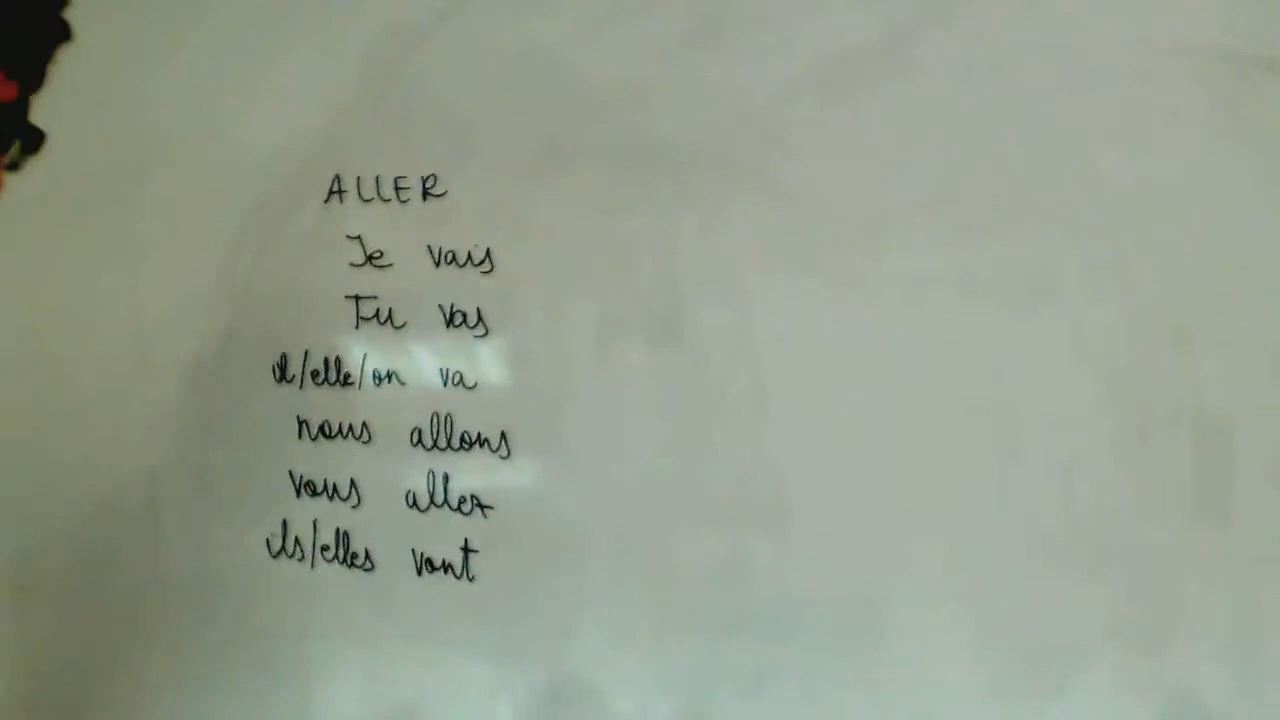 ALLER
Je vais
Tu vas
il/elle/on va
nous allons
vous allez
ils/elles vont